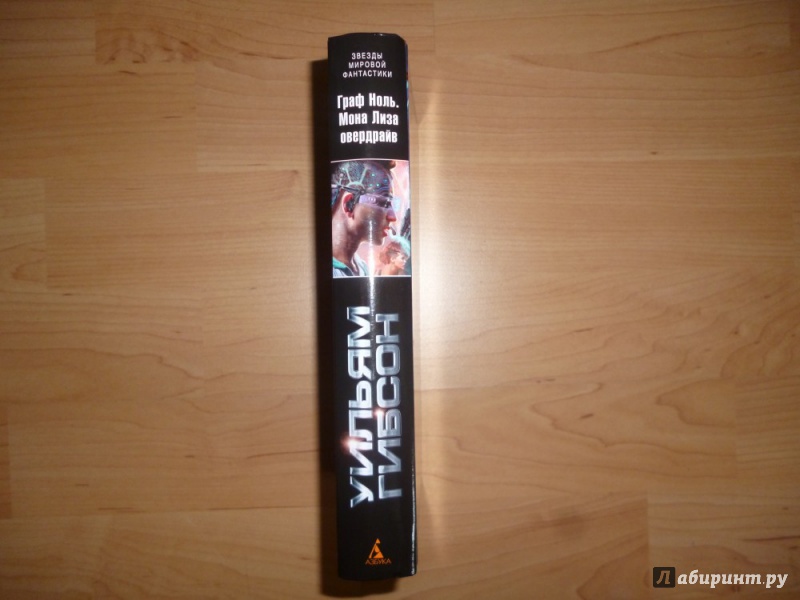 ЗВЕЗДЫ
МИРОВОЙ
ФАНТАСТИКИ
Граф Ноль.
Мона Лиза
овердрайв
УИЛЬЯМ
ГИБСОН
АЗБУКА
Лабиринт.ру